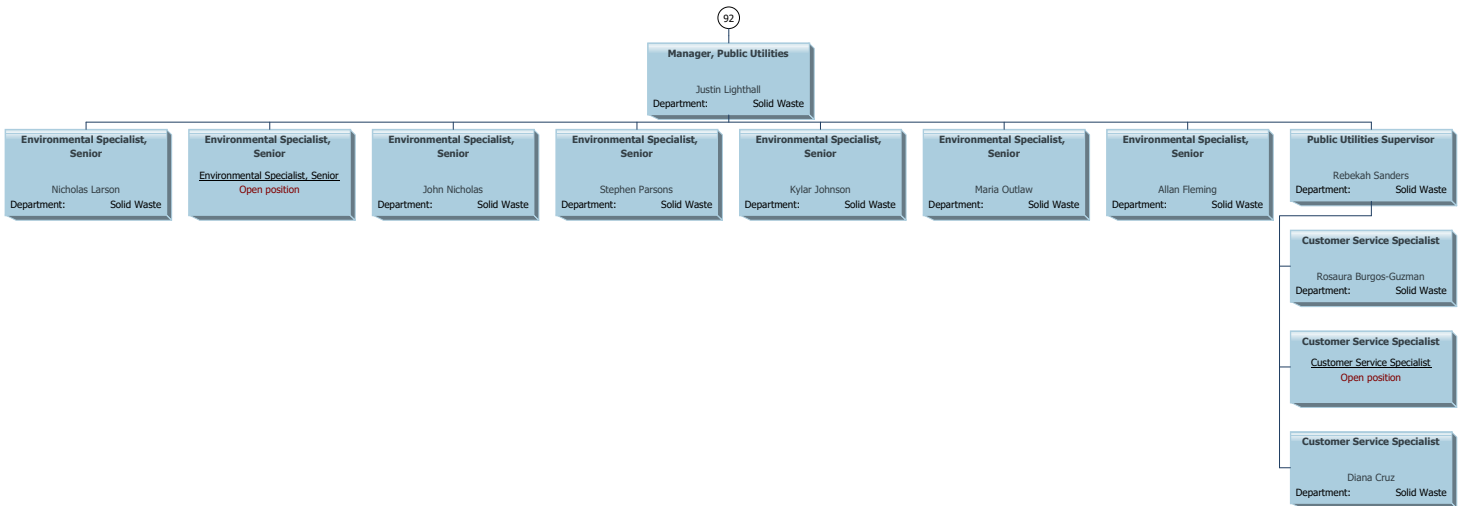 92
Manager, Public Utilities
Justin Lighthall
Department: Solid Waste
Environmental Specialist,
Senior
Nicholas Larson
Department: Solid Waste
Environmental Specialist,
Senior
Environmental Specialist, Senior
Open position
Environmental Specialist,
Senior
John Nicholas
Department: Solid Waste
Environmental Specialist,
Senior
Stephen Parsons
Department: Solid Waste
Environmental Specialist,
Senior
Kylar Johnson
Department: Solid Waste
Environmental Specialist,
Senior
Maria Outlaw
Department: Solid Waste
Environmental Specialist,
Senior
Allan Fleming
Department: Solid Waste
Public Utilities Supervisor
Rebekah Sanders
Department: Solid Waste
Customer Service Specialist
Rosaura Burgos-Guzman
Department: Solid Waste
Customer Service Specialist
Customer Service Specialist
Open position
Customer Service Specialist
Diana Cruz
Department: Solid Waste